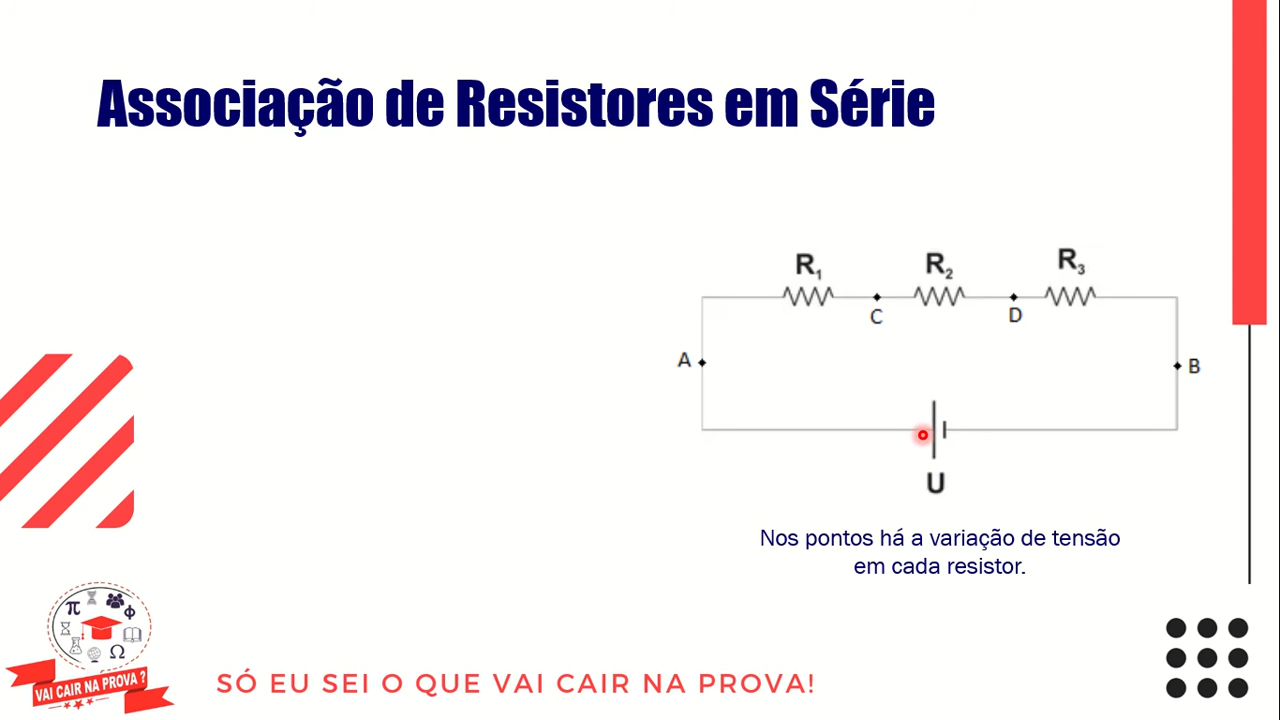 Associação de Resistores em Série
R1
R2
R3
C
D
A
B
U
Nos pontos há a variação de tensão
em cada resistor.
π
Φ
Ω
VAI CAIR NA PROVA ?
SÓ EU SEI O QUE VAI CAIR NA PROVA!